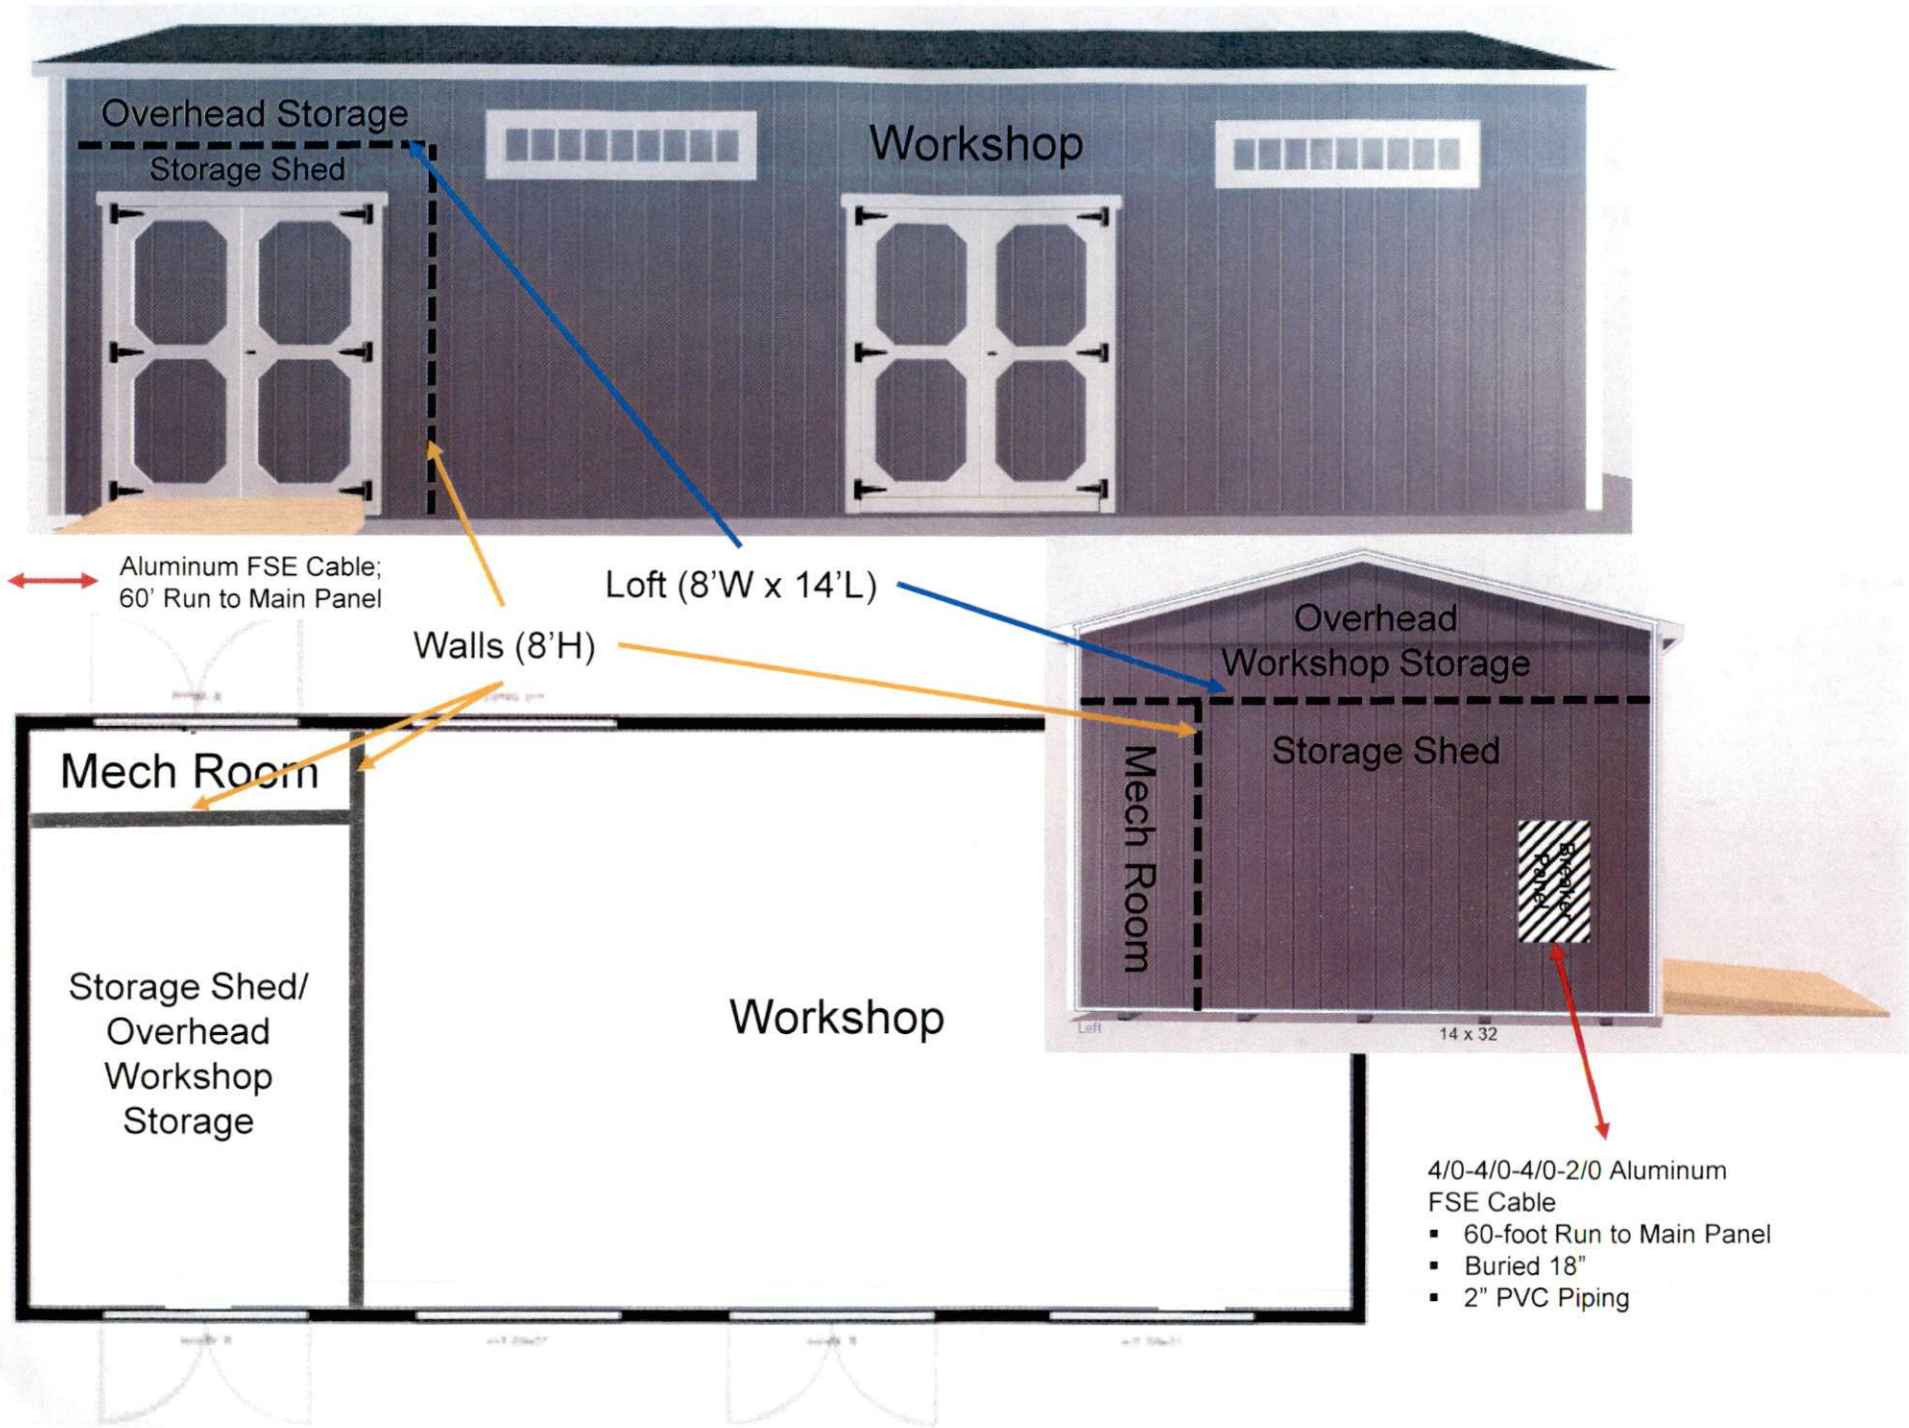 Overhead Storage
Storage Shed
Workshop
Aluminum FSE Cable;
60' Run to Main Panel
Loft (8'W x 14'L)
Walls (8'H)
Overhead
Workshop Storage
Storage Shed
Mech Room
Breaker
Panel
Left
14 x 32
Mech Room
Storage Shed/
Overhead
Workshop
Storage
Workshop
4/0-4/0-4/0-2/0 Aluminum
FSE Cable
▪ 60-foot Run to Main Panel
▪ Buried 18”
▪ 2” PVC Piping